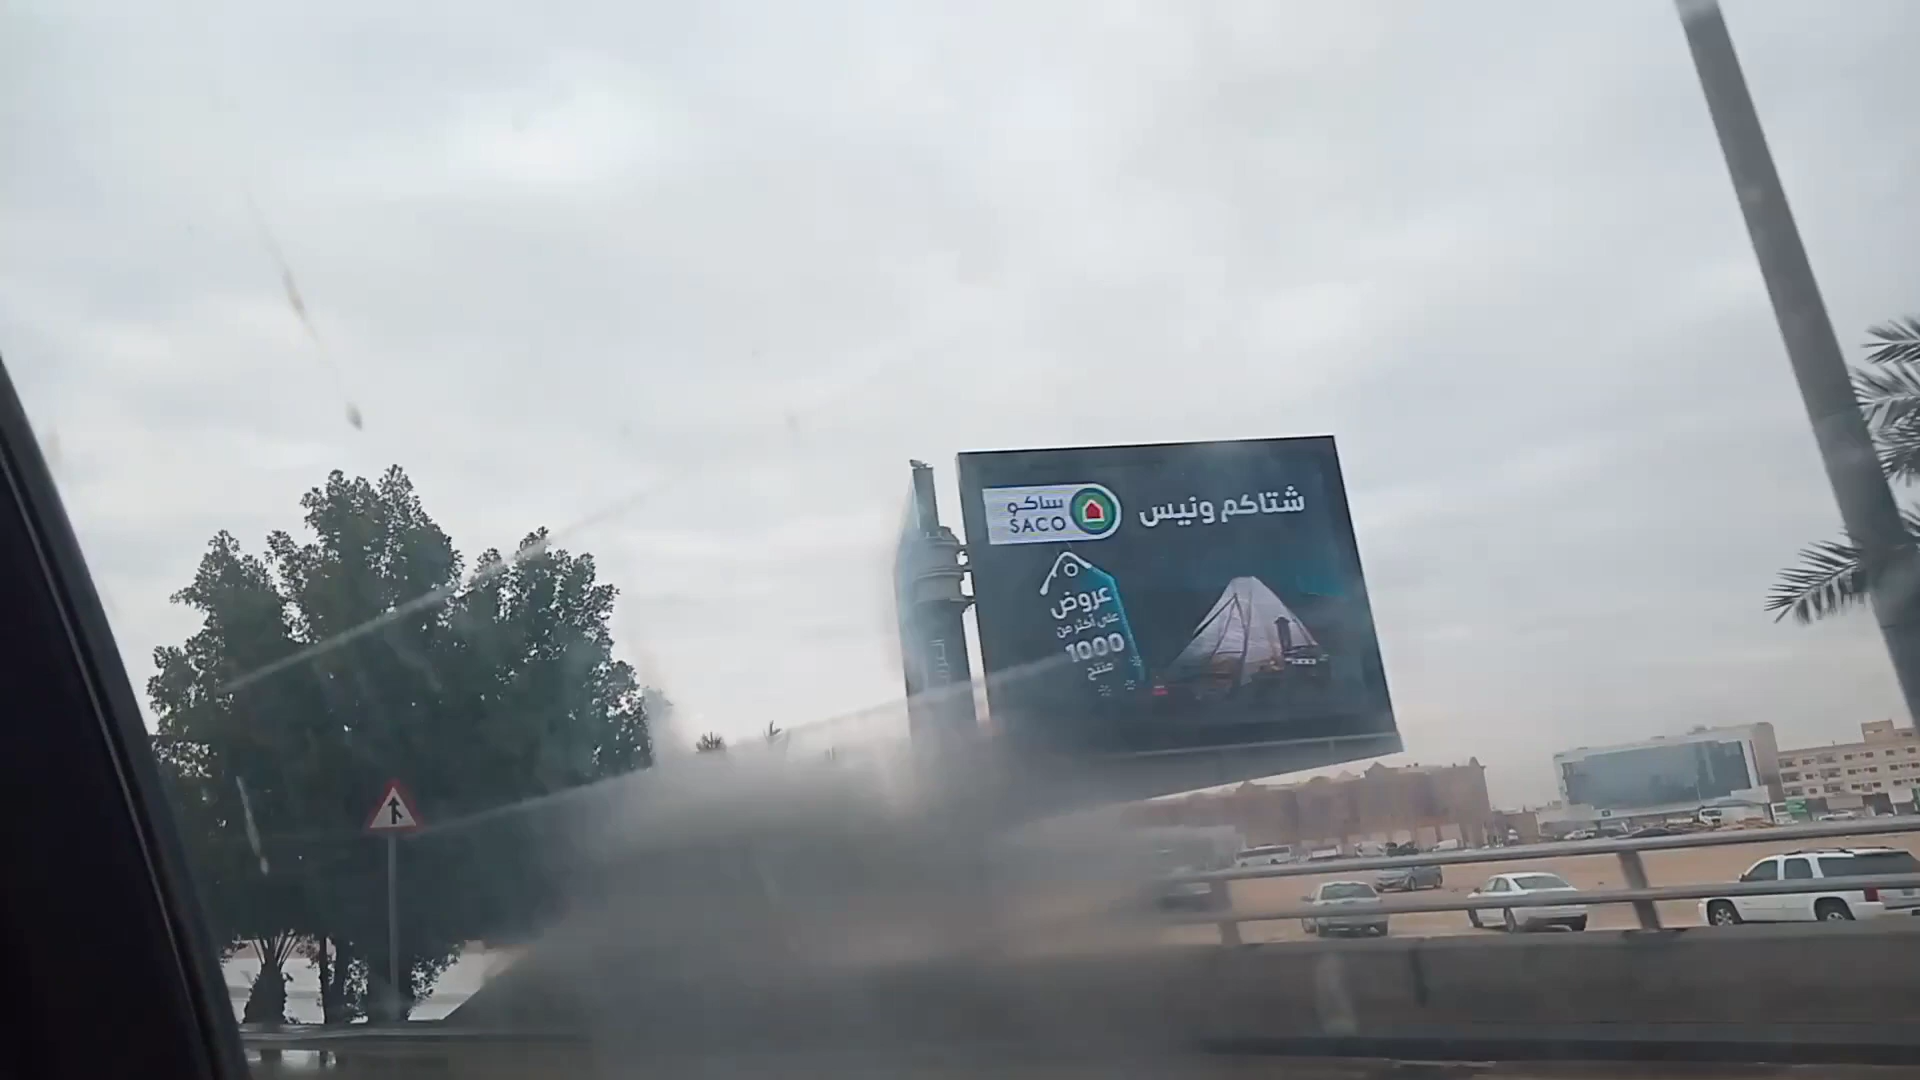 شتاكم ونيس
ساكو
SACO
عروض
على أكثر من
1000
منتج